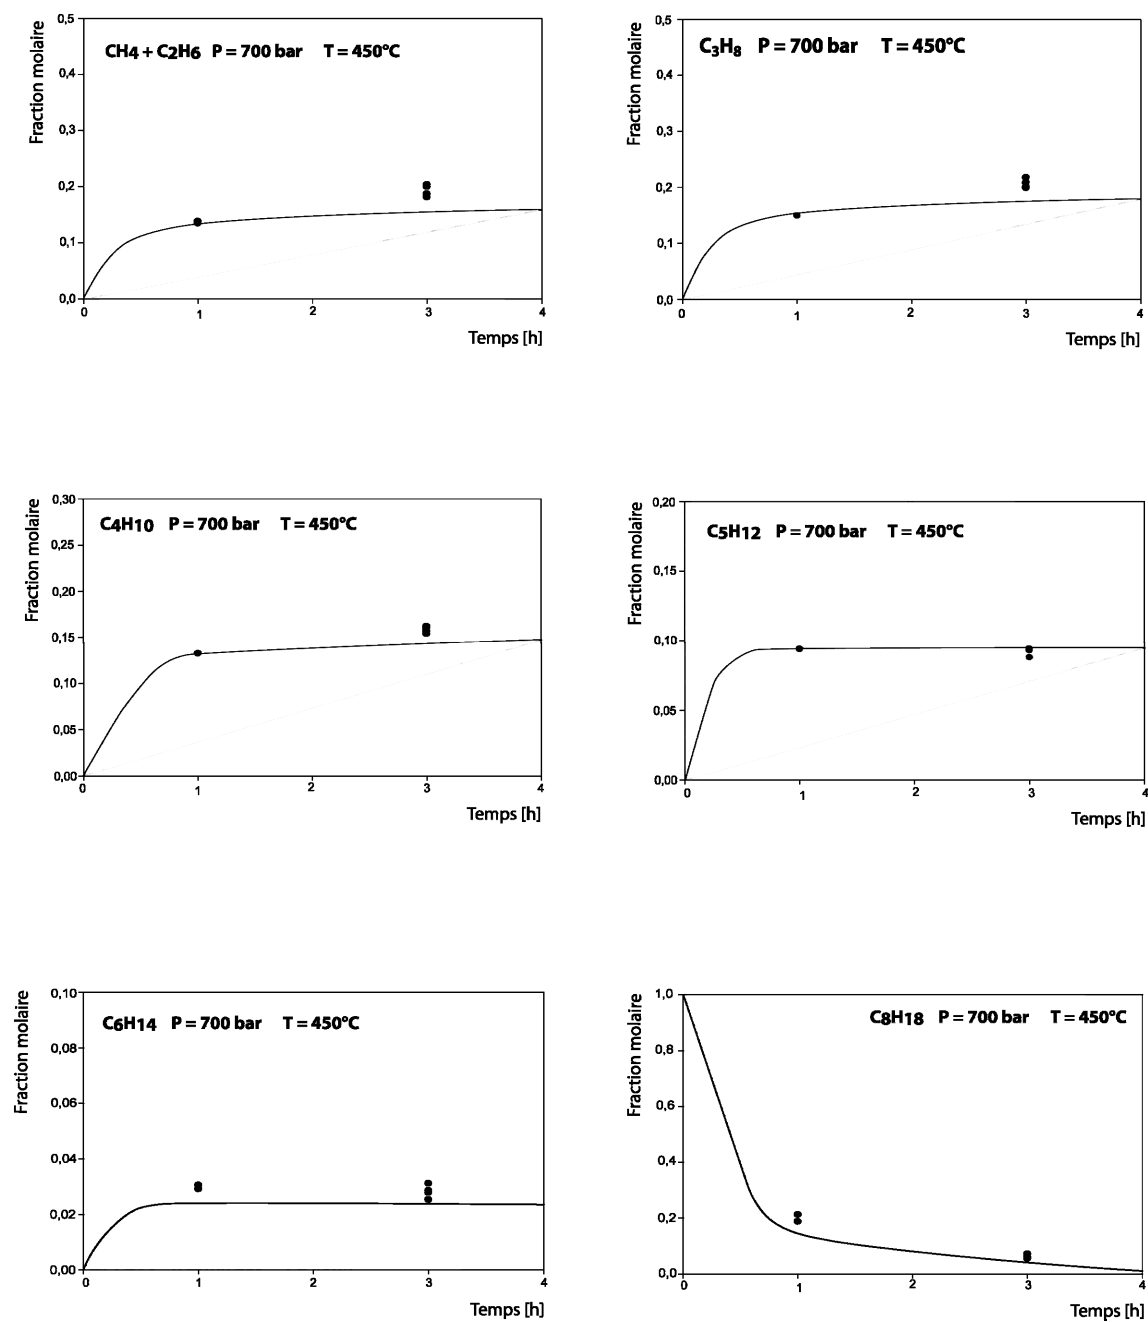 Fraction molaire
CH4 + C2H6 P = 700 bar T = 450°C
0,5
0,4
0,3
0,2
0,1
0,0
0 1 2 3 4
Temps [h]
Fraction molaire
C3H8 P = 700 bar T = 450°C
0,5
0,4
0,3
0,2
0,1
0,0
0 1 2 3 4
Temps [h]
Fraction molaire
C4H10 P = 700 bar T = 450°C
0,30
0,25
0,20
0,15
0,10
0,05
0,00
0 1 2 3 4
Temps [h]
Fraction molaire
C5H12 P = 700 bar T = 450°C
0,20
0,15
0,10
0,05
0,00
0 1 2 3 4
Temps [h]
Fraction molaire
C6H14 P = 700 bar T = 450°C
0,10
0,08
0,06
0,04
0,02
0,00
0 1 2 3 4
Temps [h]
Fraction molaire
C8H18 P = 700 bar T = 450°C
1,0
0,8
0,6
0,4
0,2
0,0
0 1 2 3 4
Temps [h]